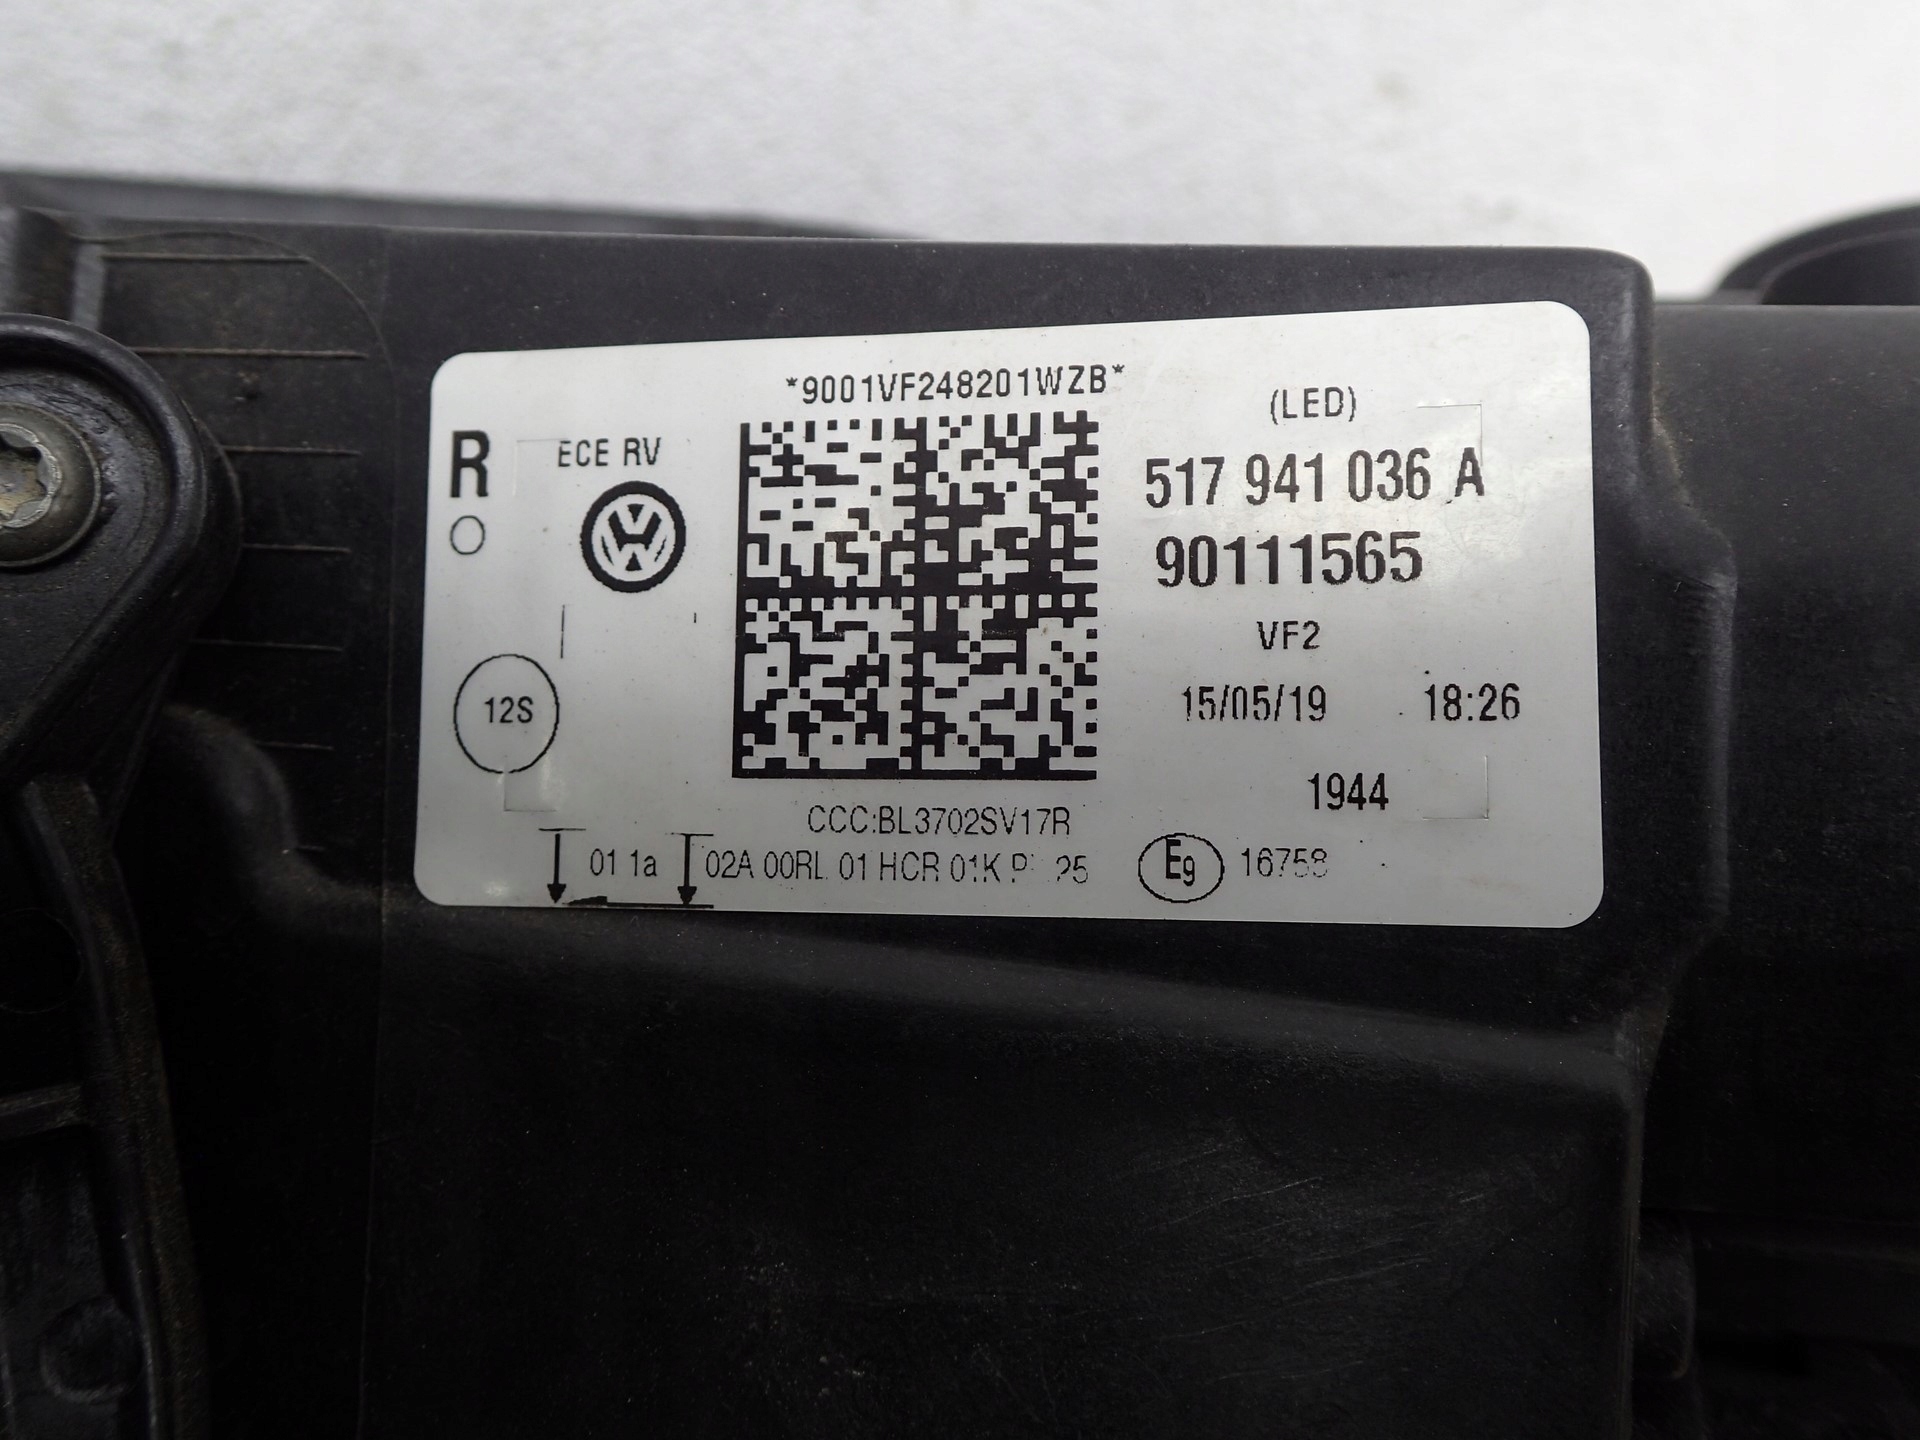 *9001VF248201WZB*
(LED)
R
ECE RV
517 941 036 A
90111565
VF2
12S
15/05/19 18:26
1944
CCC:BL3702SV17R
01 1a 02A 00RL 01 HCR 01K 25
E9 16758